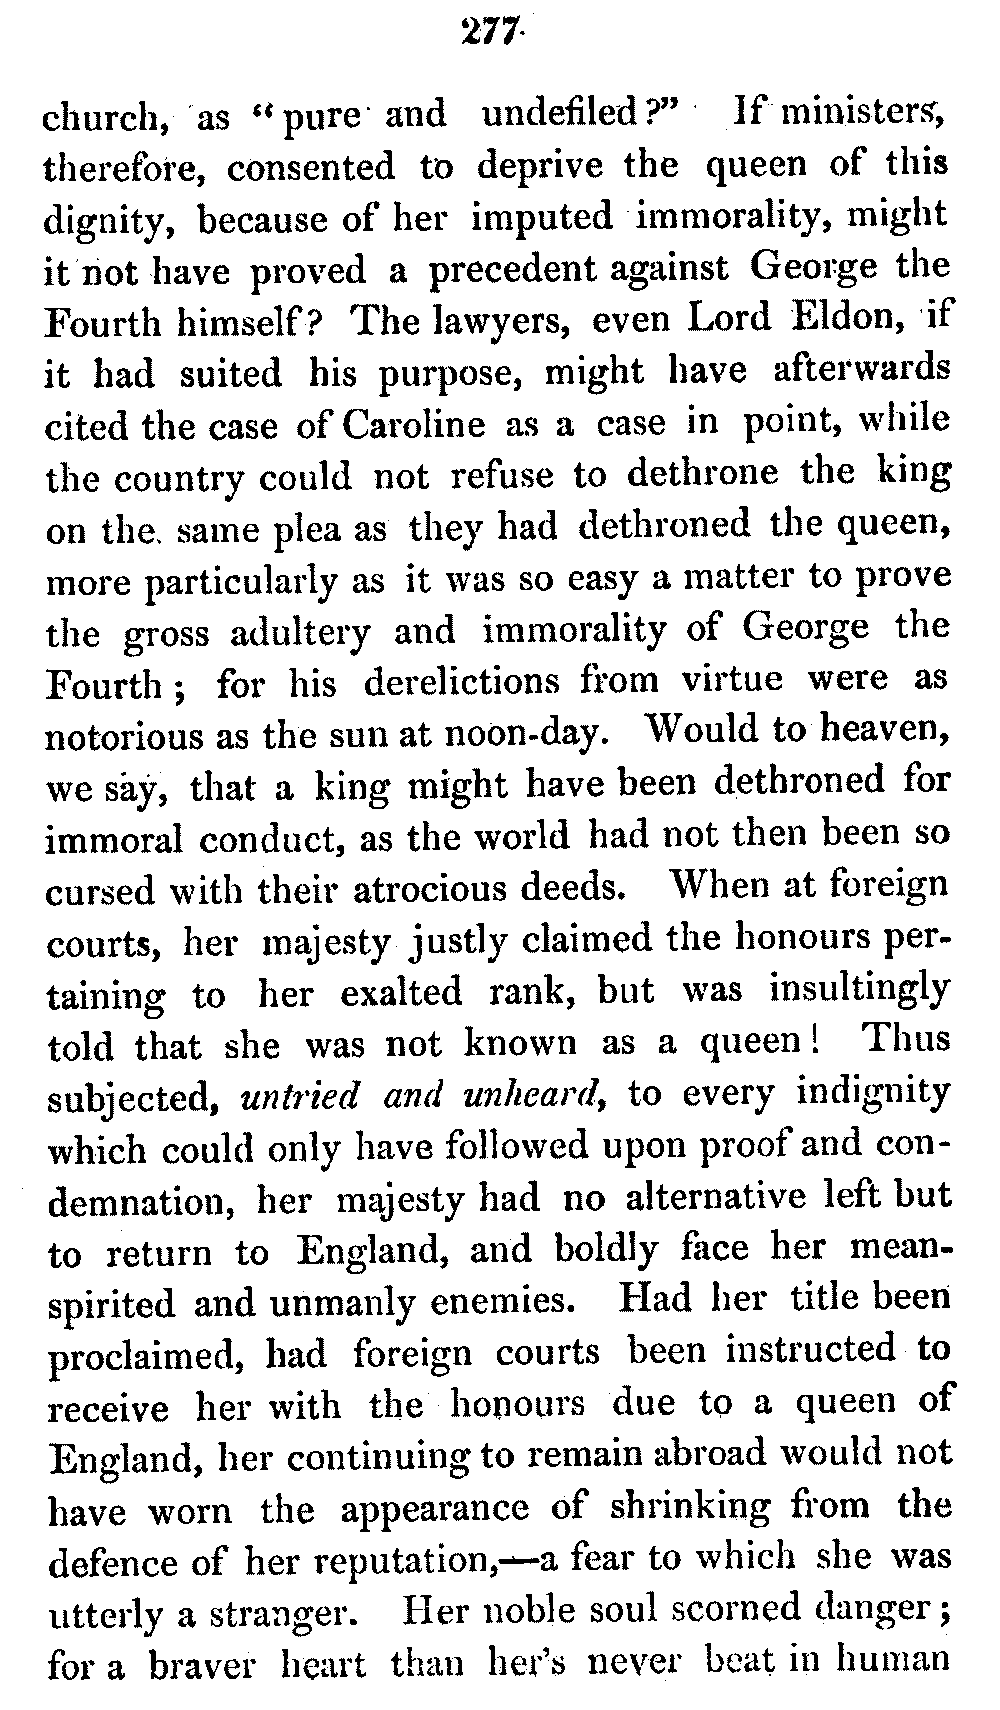 277
church, as “pure and undefiled?” If ministers,
therefore, consented to deprive the queen of this
dignity, because of her imputed immorality, might
it not have proved a precedent against George the
Fourth himself? The lawyers, even Lord Eldon, if
it had suited his purpose, might have afterwards
cited the case of Caroline as a case in point, while
the country could not refuse to dethrone the king
on the same plea as they had dethroned the queen,
more particularly as it was so easy a matter to prove
the gross adultery and immorality of George the
Fourth; for his derelictions from virtue were as
notorious as the sun at noon-day. Would to heaven,
we say, that a king might have been dethroned for
immoral conduct, as the world had not then been so
cursed with their atrocious deeds. When at foreign
courts, her majesty justly claimed the honours per-
taining to her exalted rank, but was insultingly
told that she was not known as a queen! Thus
subjected, untried and unheard, to every indignity
which could only have followed upon proof and con-
demnation, her majesty had no alternative left but
to return to England, and boldly face her mean-
spirited and unmanly enemies. Had her title been
proclaimed, had foreign courts been instructed to
receive her with the honours due to a queen of
England, her continuing to remain abroad would not
have worn the appearance of shrinking from the
defence of her reputation,—a fear to which she was
utterly a stranger. Her noble soul scorned danger;
for a braver heart than her's never beat in human